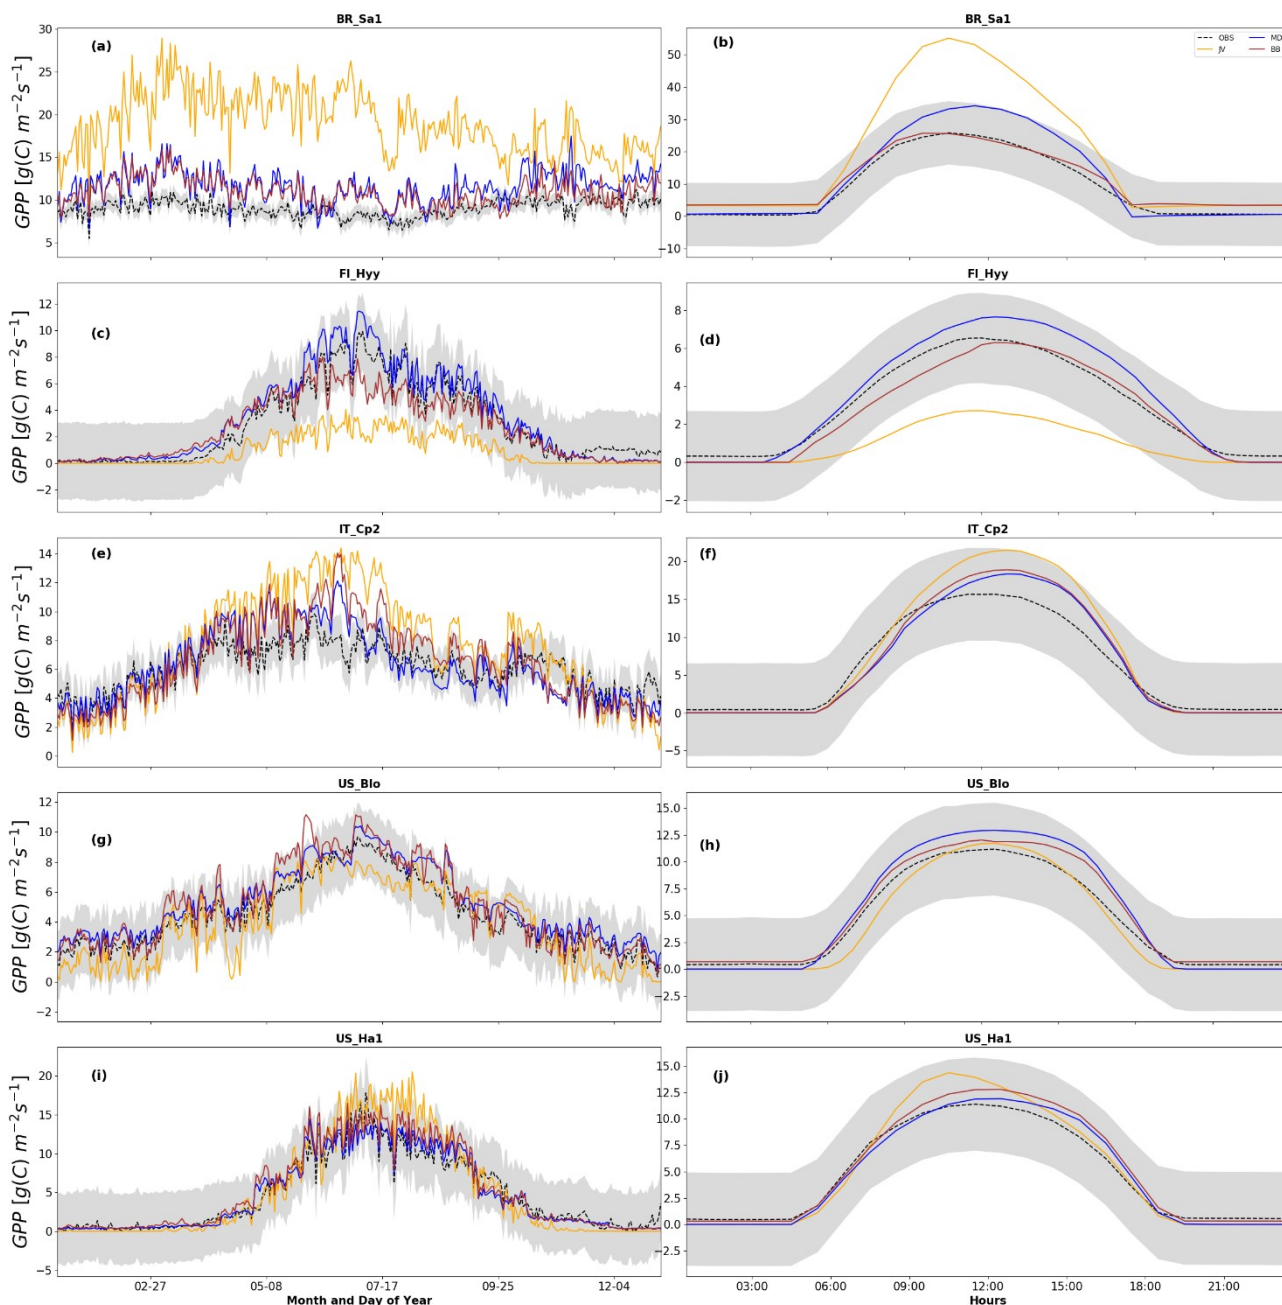 BR_Sa1
BR_Sa1
GPP [g(C) m⁻²s⁻¹]
30
25
20
15
10
5
(a)
50
40
30
20
10
0
−10
(b)
OBS
JV
MD
BB
FI_Hyy
FI_Hyy
GPP [g(C) m⁻²s⁻¹]
12
10
8
6
4
2
0
−2
(c)
8
6
4
2
0
−2
(d)
IT_Cp2
IT_Cp2
GPP [g(C) m⁻²s⁻¹]
14
12
10
8
6
4
2
0
(e)
20
15
10
5
0
−5
(f)
US_Blo
US_Blo
GPP [g(C) m⁻²s⁻¹]
12
10
8
6
4
2
0
−2
(g)
15.0
12.5
10.0
7.5
5.0
2.5
0.0
−2.5
(h)
US_Ha1
US_Ha1
GPP [g(C) m⁻²s⁻¹]
20
15
10
5
0
−5
(i)
15.0
12.5
10.0
7.5
5.0
2.5
0.0
−2.5
(j)
02-27 05-08 07-17 09-25 12-04
Month and Day of Year
03:00 06:00 09:00 12:00 15:00 18:00 21:00
Hours